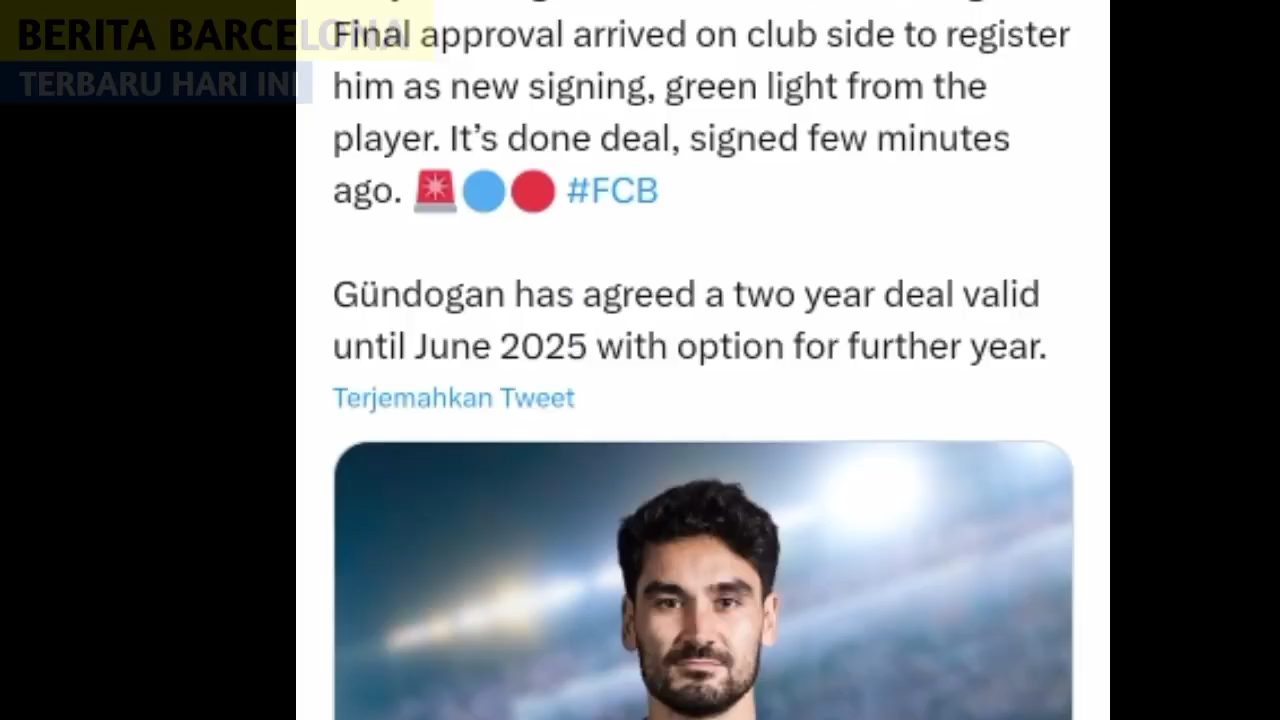 BERITA BARCELONA
TERBARU HARI INI
Final approval arrived on club side to register
him as new signing, green light from the
player. It’s done deal, signed few minutes
ago. 🚨🔵🔴 #FCB
Gündogan has agreed a two year deal valid
until June 2025 with option for further year.
Terjemahkan Tweet